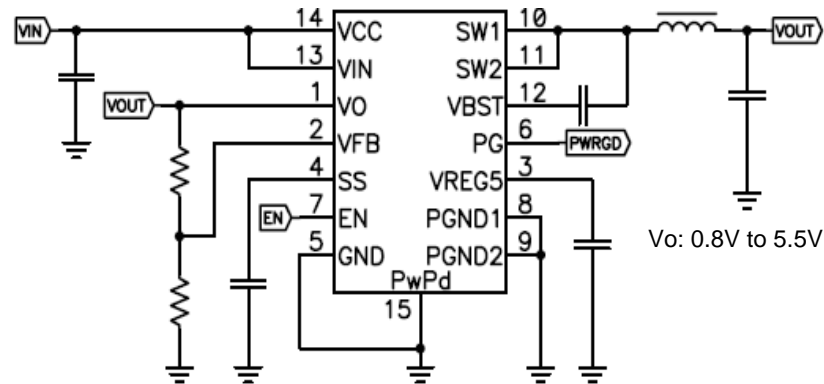 14 10
VIN VCC SW1
13 11
VIN SW2
1 12
VOUT VO VBST
2 6
VFB PG PWRGD
4 3
SS VREG5
7 8
EN EN PGND1
5 9
GND PGND2
PwPd
15
VOUT
Vo: 0.8V to 5.5V